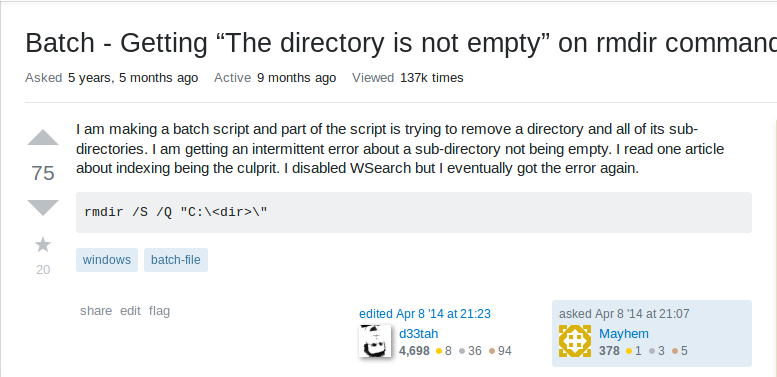 Batch - Getting “The directory is not empty” on rmdir command
Asked 5 years, 5 months ago Active 9 months ago Viewed 137k times
I am making a batch script and part of the script is trying to remove a directory and all of its sub-
directories. I am getting an intermittent error about a sub-directory not being empty. I read one article
about indexing being the culprit. I disabled WSearch but I eventually got the error again.
75
rmdir /S /Q "C:\<dir>\"
20
windows batch-file
share edit flag
edited Apr 8 '14 at 21:23
d33tah
4,698 8 36 94
asked Apr 8 '14 at 21:07
Mayhem
378 1 3 5